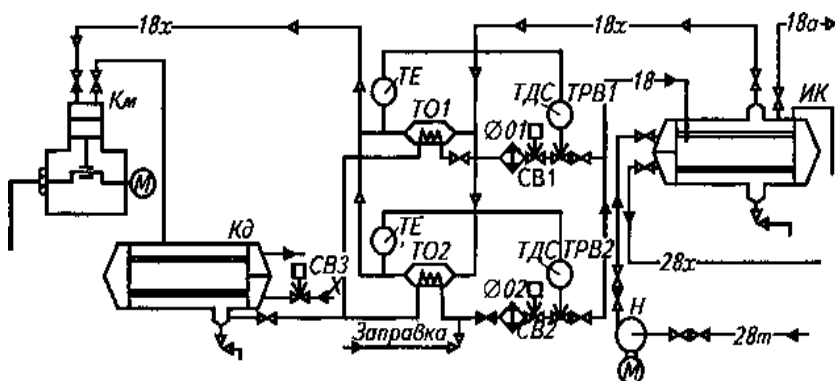 18х
18х
18а
Км
ТЕ
ТДС ТРВ1
18
ИК
ТО1
Ø01
М
СВ1
Кд
ТЕ
ТДС ТРВ2
СВ3
ТО2
28х
Х
Ø02
Н
Заправка
СВ2
28т
М